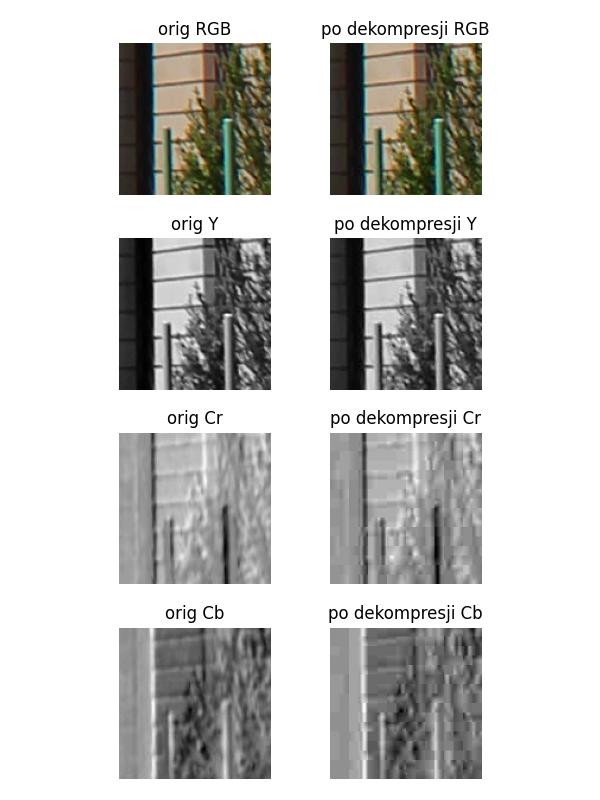 orig RGB
po dekompresji RGB
orig Y
po dekompresji Y
orig Cr
po dekompresji Cr
orig Cb
po dekompresji Cb